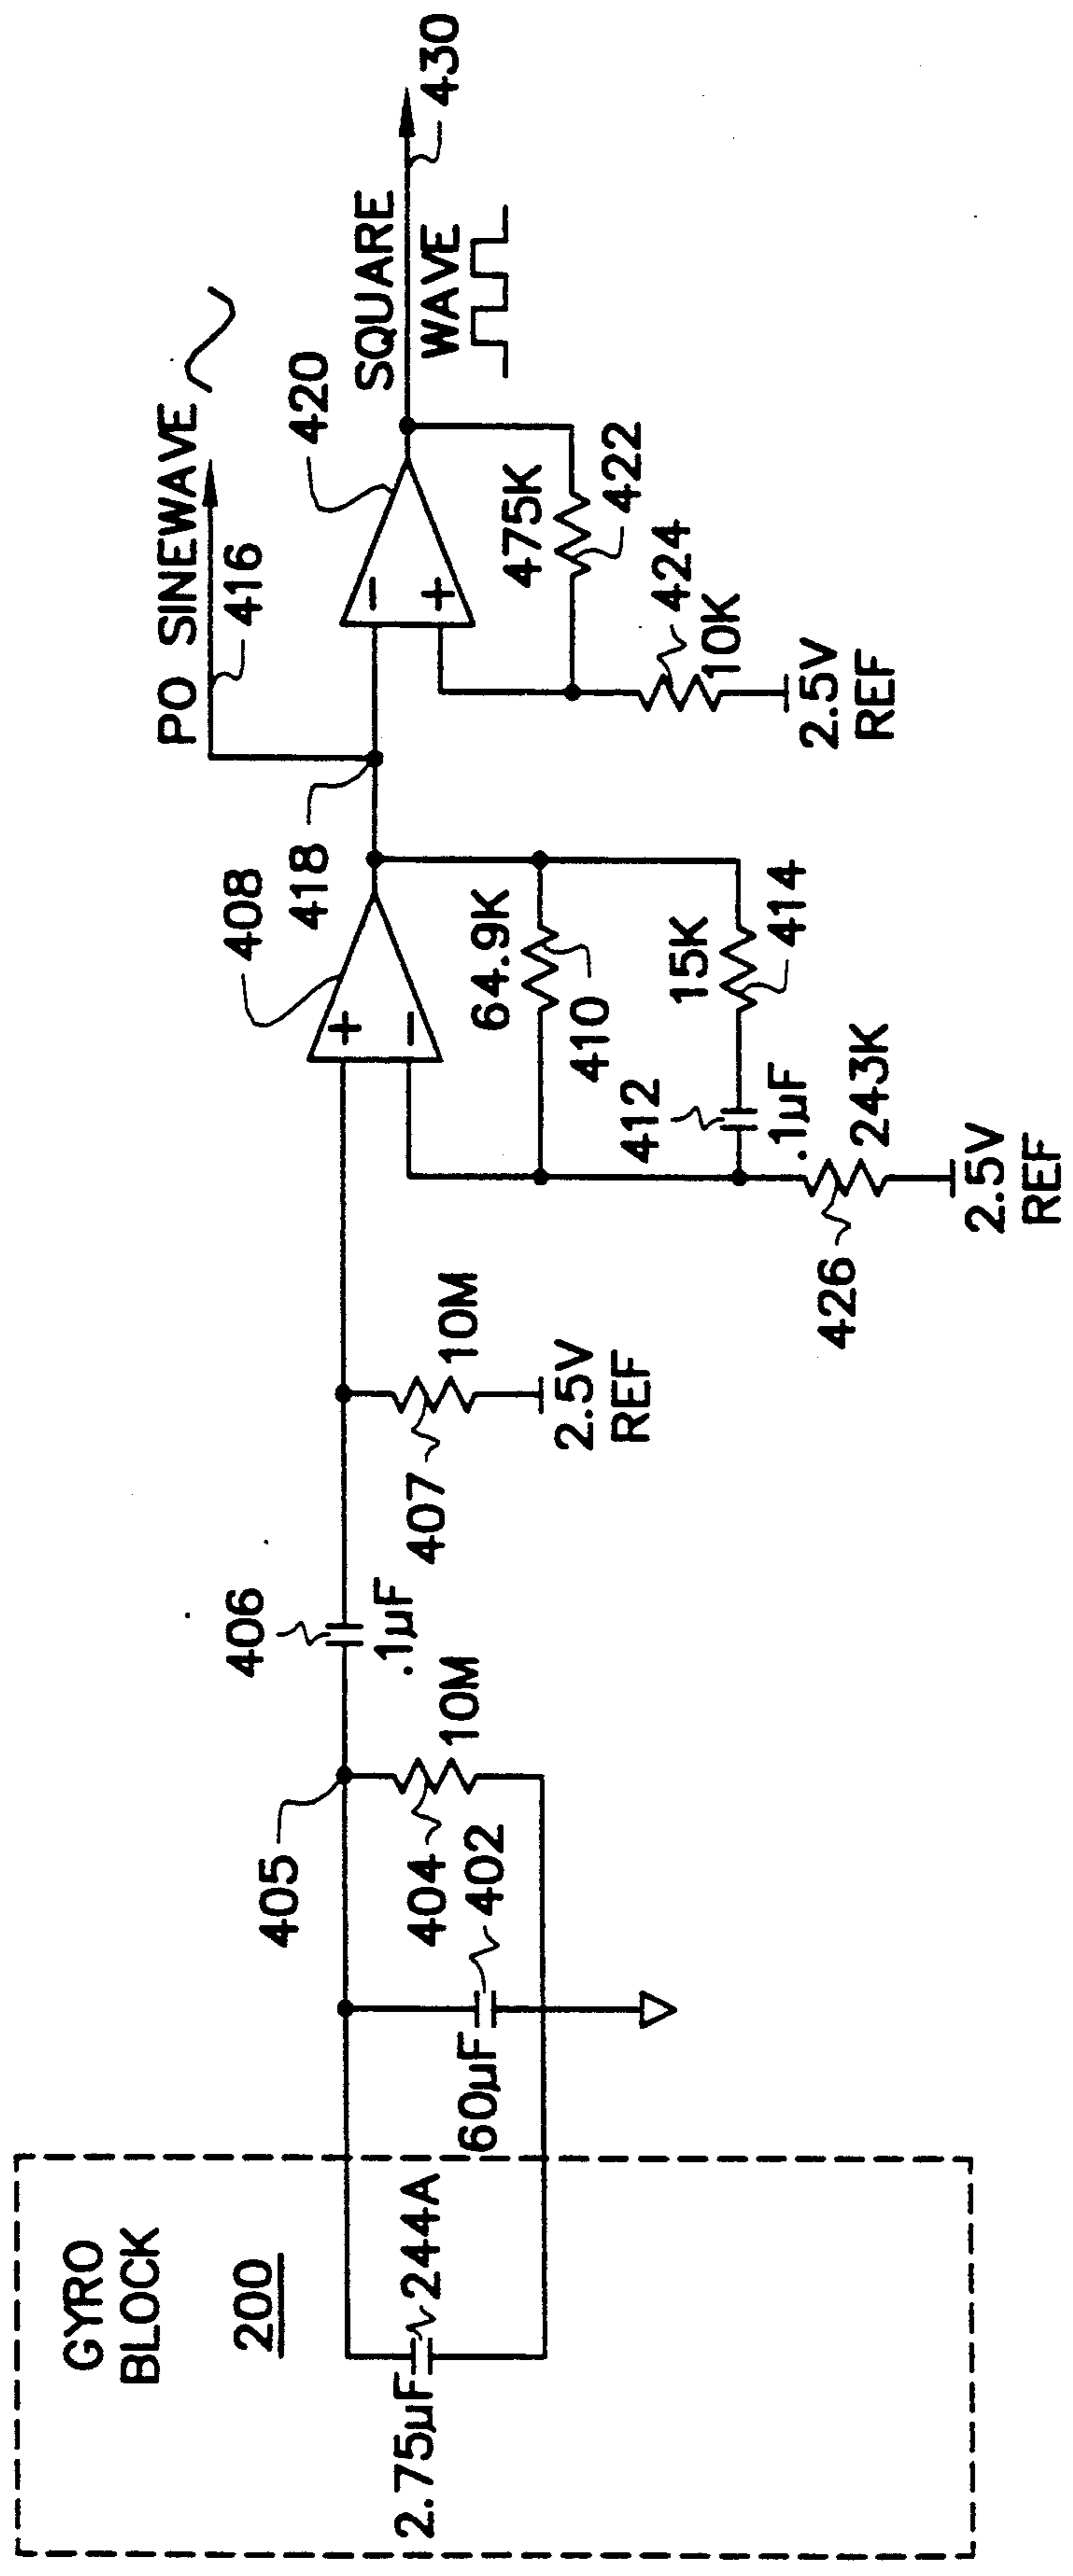 GYRO
BLOCK
200
2.75µF
244A
60µF
402
404
10M
405
406
.1µF
407
10M
2.5V
REF
408
+
−
64.9K
410
412
.1µF
15K
414
426
243K
2.5V
REF
418
PO SINEWAVE
416
420
−
+
475K
422
424
10K
2.5V
REF
SQUARE
WAVE
430